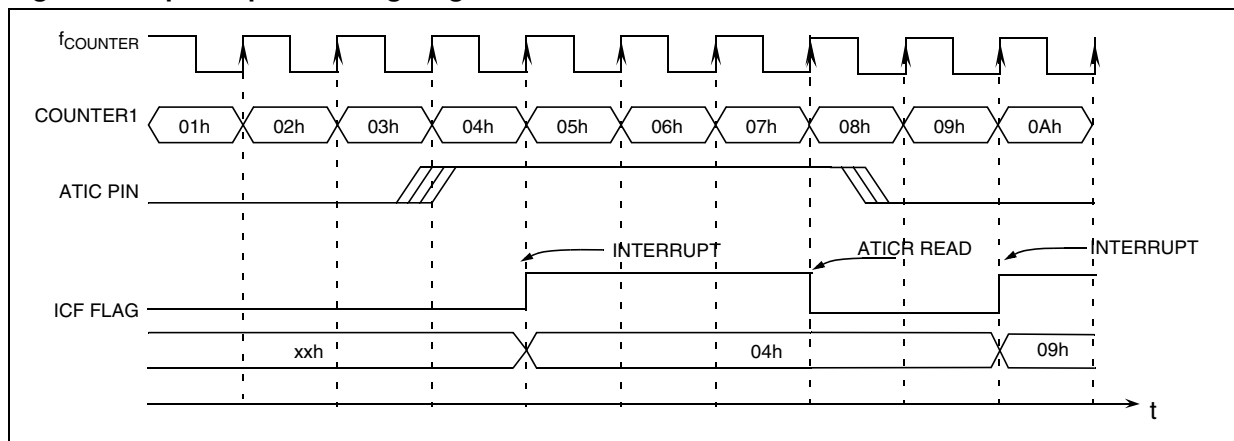 fCOUNTER
COUNTER1 01h 02h 03h 04h 05h 06h 07h 08h 09h 0Ah
ATIC PIN
INTERRUPT ATICR READ INTERRUPT
ICF FLAG
xxh 04h 09h
t